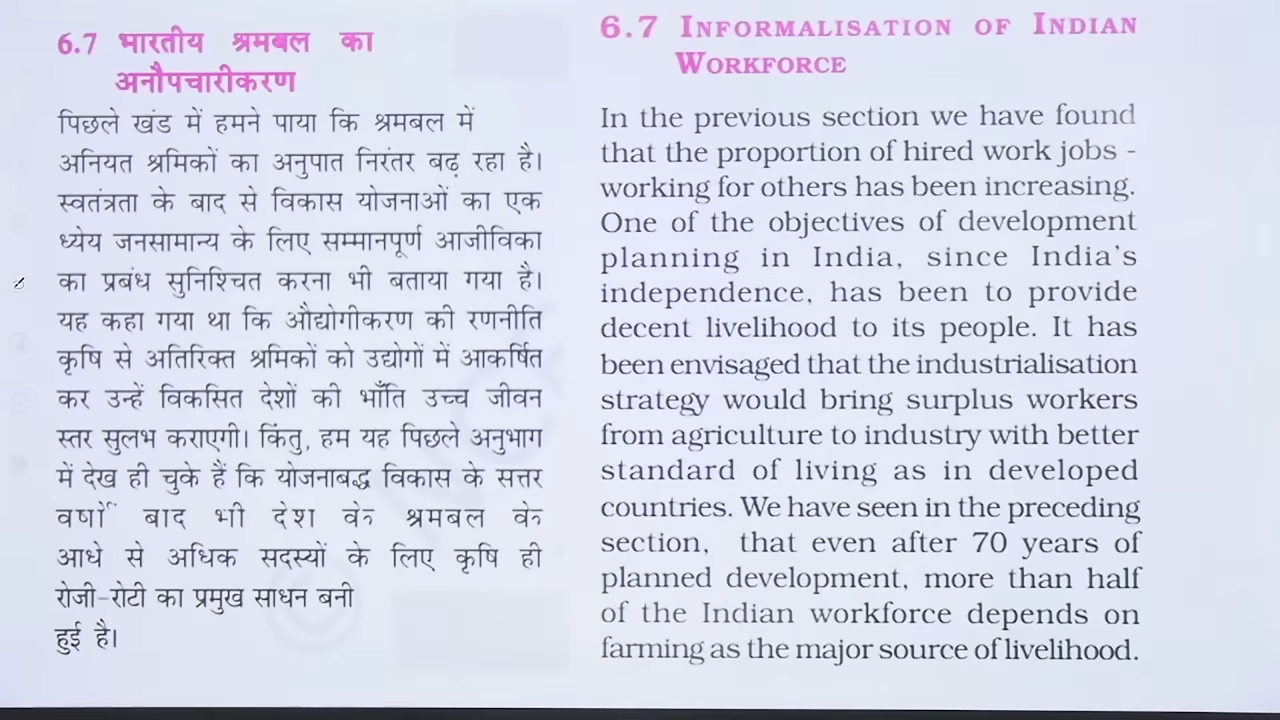 6.7 भारतीय श्रमबल का
अनौपचारीकरण
पिछले खंड में हमने पाया कि श्रमबल में
अनियत श्रमिकों का अनुपात निरंतर बढ़ रहा है।
स्वतंत्रता के बाद से विकास योजनाओं का एक
ध्येय जनसामान्य के लिए सम्मानपूर्ण आजीविका
का प्रबंध सुनिश्चित करना भी बताया गया है।
यह कहा गया था कि औद्योगीकरण की रणनीति
कृषि से अतिरिक्त श्रमिकों को उद्योगों में आकर्षित
कर उन्हें विकसित देशों की भाँति उच्च जीवन
स्तर सुलभ कराएगी। किंतु, हम यह पिछले अनुभाग
में देख ही चुके हैं कि योजनाबद्ध विकास के सत्तर
वर्षों बाद भी देश के श्रमबल के
आधे से अधिक सदस्यों के लिए कृषि ही
रोजी-रोटी का प्रमुख साधन बनी
हुई है।
6.7 INFORMALISATION OF INDIAN
WORKFORCE
In the previous section we have found
that the proportion of hired work jobs -
working for others has been increasing.
One of the objectives of development
planning in India, since India's
independence, has been to provide
decent livelihood to its people. It has
been envisaged that the industrialisation
strategy would bring surplus workers
from agriculture to industry with better
standard of living as in developed
countries. We have seen in the preceding
section, that even after 70 years of
planned development, more than half
of the Indian workforce depends on
farming as the major source of livelihood.